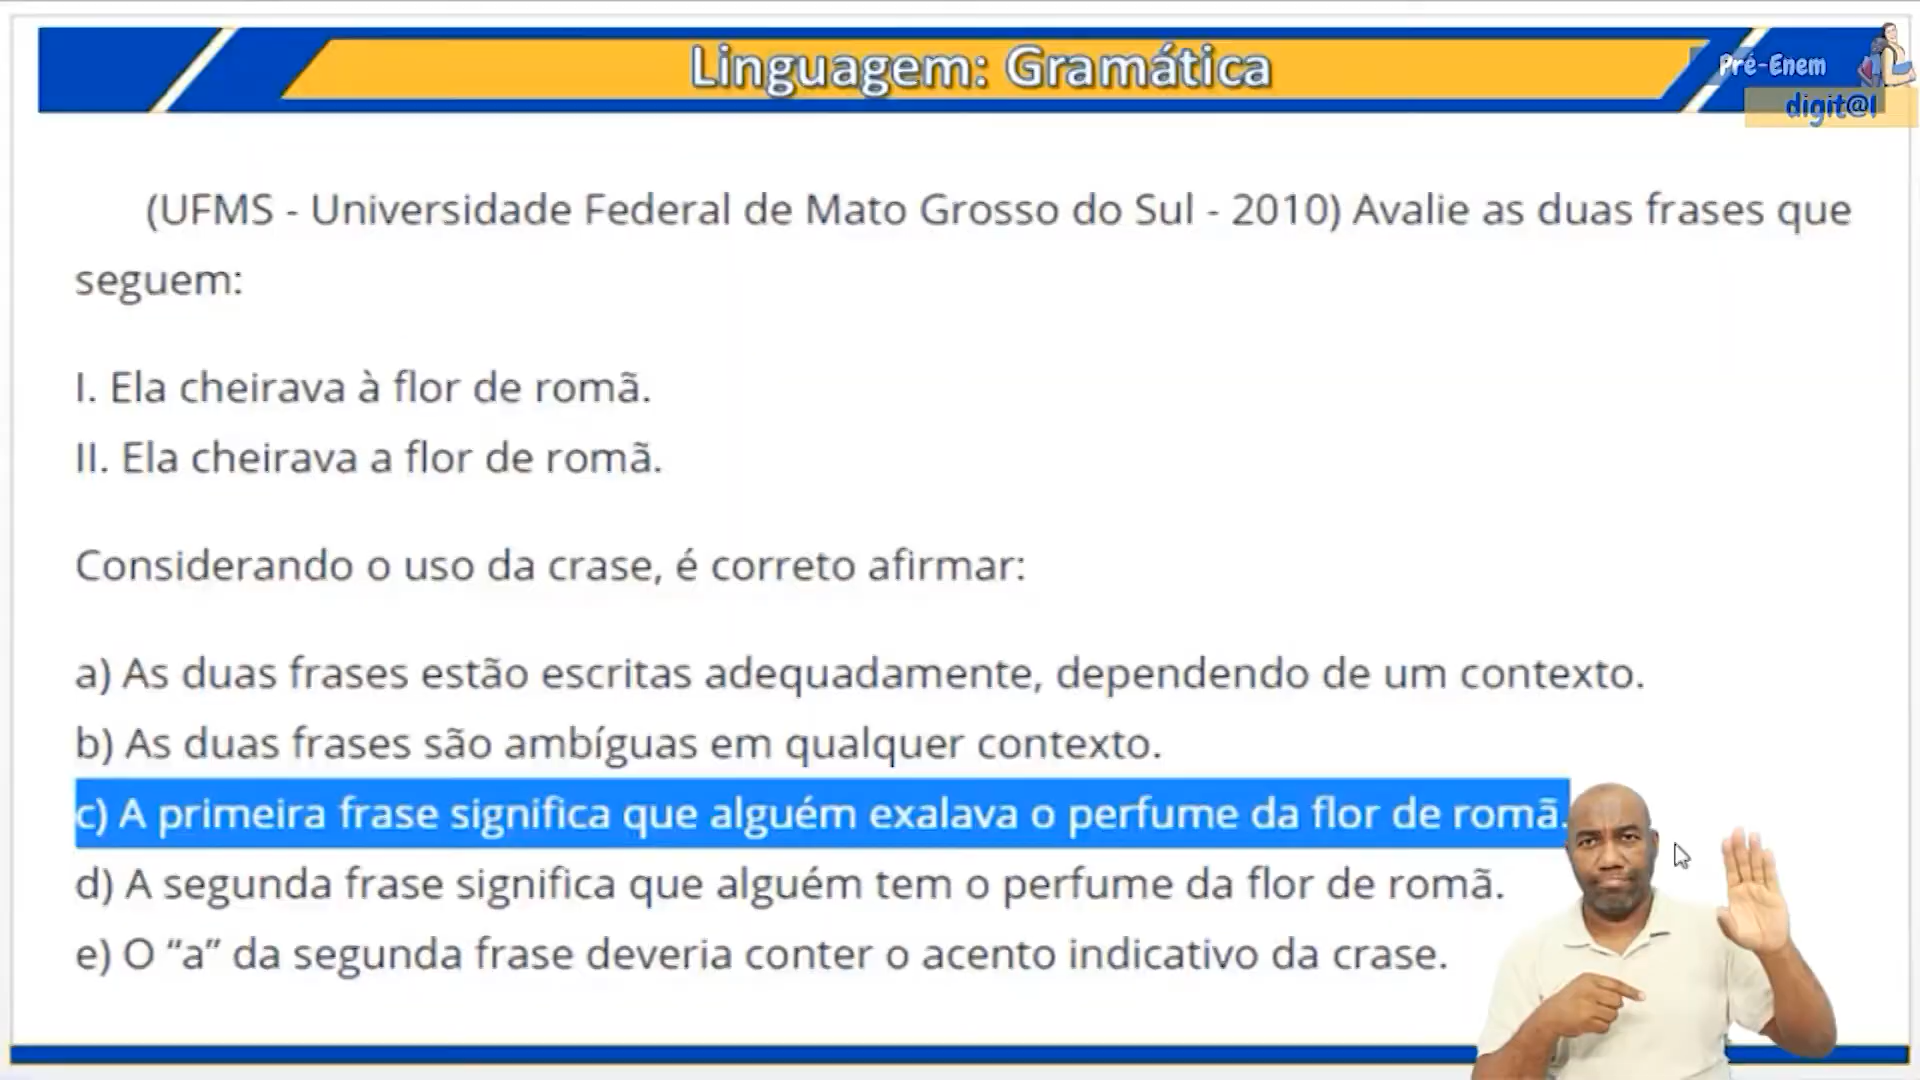 Linguagem: Gramática
Pré-Enem
digit@l
(UFMS - Universidade Federal de Mato Grosso do Sul - 2010) Avalie as duas frases que
seguem:
I. Ela cheirava à flor de romã.
II. Ela cheirava a flor de romã.
Considerando o uso da crase, é correto afirmar:
a) As duas frases estão escritas adequadamente, dependendo de um contexto.
b) As duas frases são ambíguas em qualquer contexto.
c) A primeira frase significa que alguém exalava o perfume da flor de romã.
d) A segunda frase significa que alguém tem o perfume da flor de romã.
e) O “a” da segunda frase deveria conter o acento indicativo da crase.